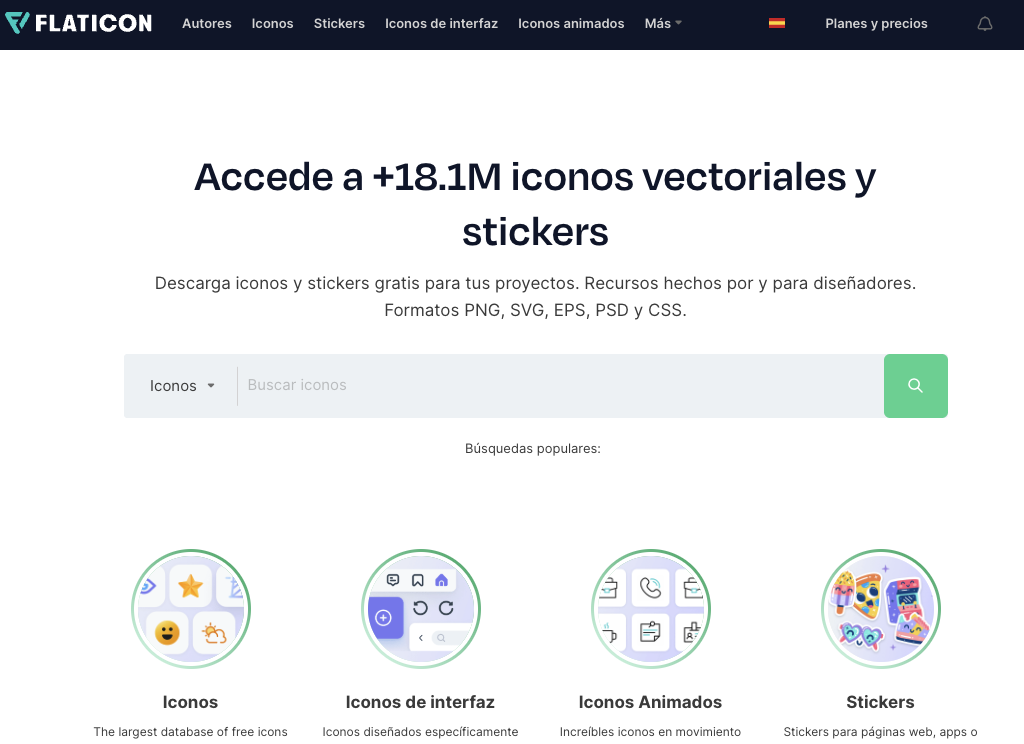 FLATICON Autores Iconos Stickers Iconos de interfaz Iconos animados Más Planes y precios
Accede a +18.1M iconos vectoriales y
stickers
Descarga iconos y stickers gratis para tus proyectos. Recursos hechos por y para diseñadores.
Formatos PNG, SVG, EPS, PSD y CSS.
Iconos Buscar iconos
Búsquedas populares:
Iconos Iconos de interfaz Iconos Animados Stickers
The largest database of free icons Iconos diseñados específicamente Increíbles iconos en movimiento Stickers para páginas web, apps o